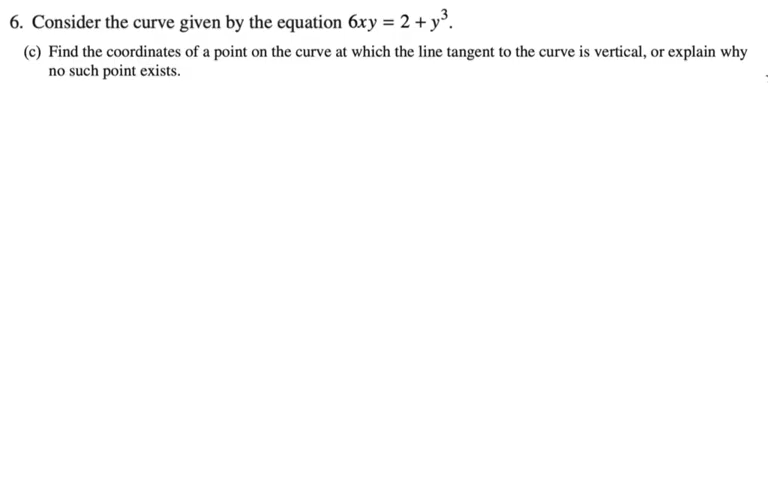 6. Consider the curve given by the equation 6xy = 2 + y³.
(c) Find the coordinates of a point on the curve at which the line tangent to the curve is vertical, or explain why
no such point exists.